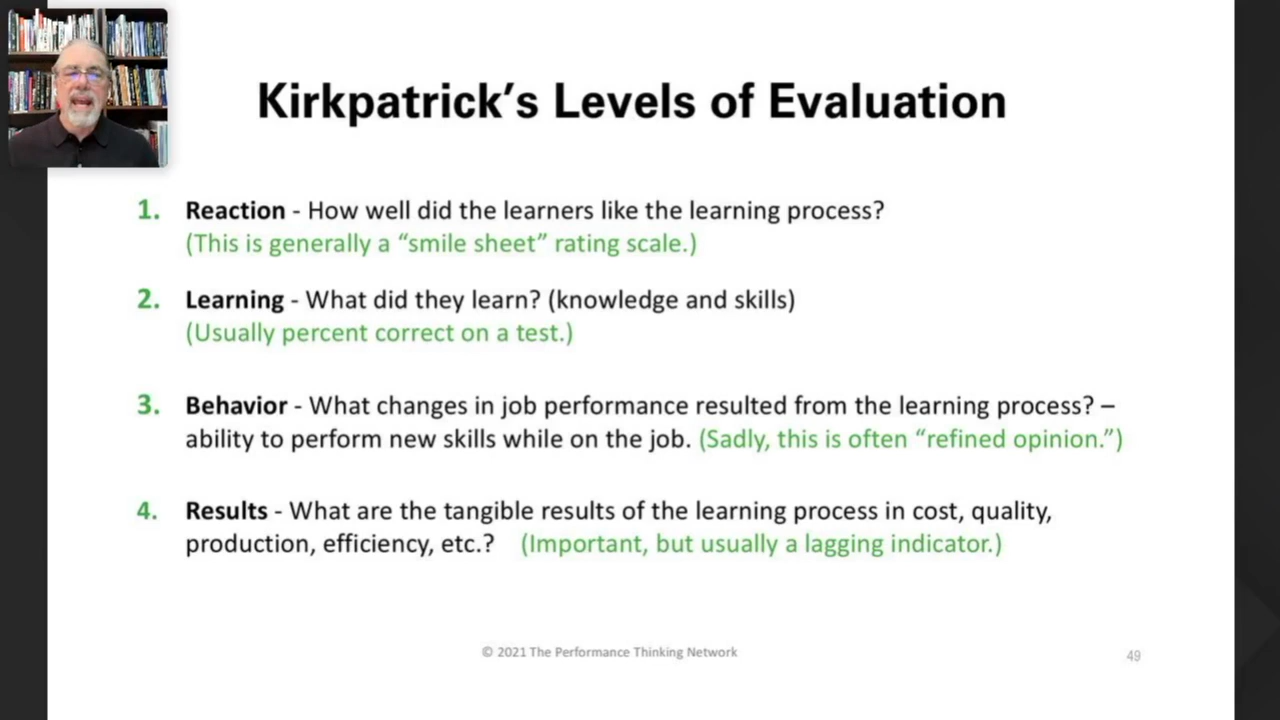 Kirkpatrick's Levels of Evaluation
1. Reaction - How well did the learners like the learning process?
(This is generally a “smile sheet” rating scale.)
2. Learning - What did they learn? (knowledge and skills)
(Usually percent correct on a test.)
3. Behavior - What changes in job performance resulted from the learning process? –
ability to perform new skills while on the job. (Sadly, this is often “refined opinion.”)
4. Results - What are the tangible results of the learning process in cost, quality,
production, efficiency, etc.? (Important, but usually a lagging indicator.)
© 2021 The Performance Thinking Network
49